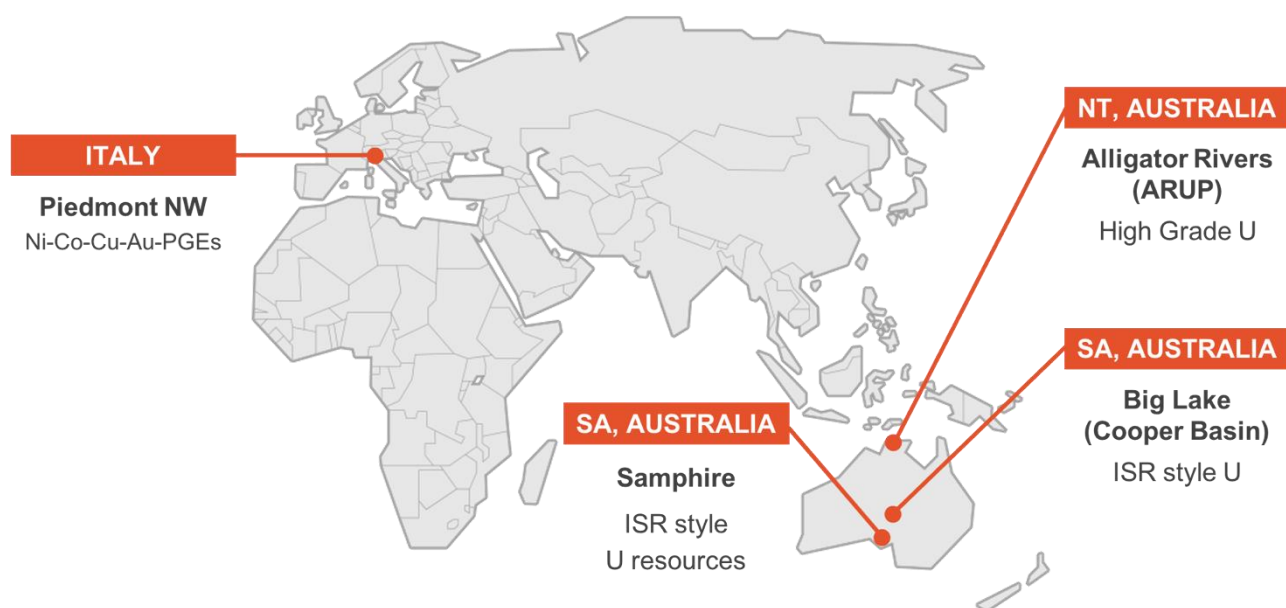 ITALY
Piedmont NW
Ni-Co-Cu-Au-PGEs
NT, AUSTRALIA
Alligator Rivers
(ARUP)
High Grade U
SA, AUSTRALIA
Big Lake
(Cooper Basin)
ISR style U
SA, AUSTRALIA
Samphire
ISR style
U resources